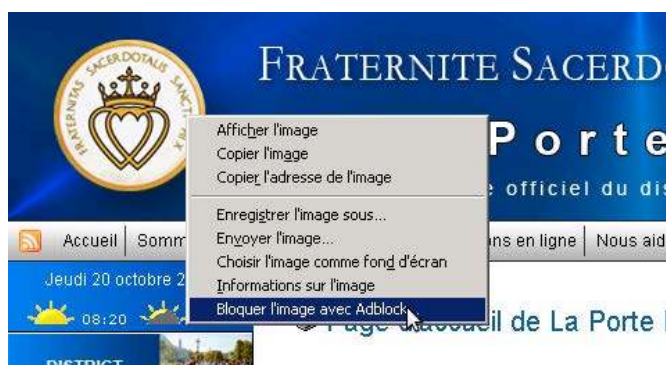 FRATERNITAS SACERDOTALIS SANCTI PII X
FRATERNITE SACERD
Porte
officiel du dis
Afficher l'image
Copier l'image
Copier l'adresse de l'image
Enregistrer l'image sous...
Envoyer l'image...
Choisir l'image comme fond d'écran
Informations sur l'image
Bloquer l'image avec Adblock
Accueil Somm ns en ligne Nous aid
Jeudi 20 octobre 2
08:20
Page d'accueil de La Porte
DISTRICT